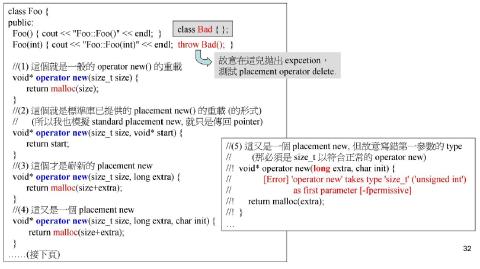 class Foo {
public:
Foo() { cout << "Foo::Foo()" << endl; }
Foo(int) { cout << "Foo::Foo(int)" << endl; throw Bad(); }
class Bad { };
故意在這兒拋出 expcetion，
測試 placement operator delete.
//(1) 這個就是一般的 operator new() 的重載
void* operator new(size_t size) {
return malloc(size);
}
//(2) 這個就是標準庫已提供的 placement new() 的重載 (的形式)
// (所以我也模擬 standard placement new, 就只是傳回 pointer)
void* operator new(size_t size, void* start) {
return start;
}
//(3) 這個才是嶄新的 placement new
void* operator new(size_t size, long extra) {
return malloc(size+extra);
}
//(4) 這又是一個 placement new
void* operator new(size_t size, long extra, char init) {
return malloc(size+extra);
}
……(接下頁)
//(5) 這又是一個 placement new, 但故意寫錯第一參數的 type
// (那必須是 size_t 以符合正常的 operator new)
//! void* operator new(long extra, char init) {
// [Error] 'operator new' takes type 'size_t' ('unsigned int')
// as first parameter [-fpermissive]
//! return malloc(extra);
//! }
…
32